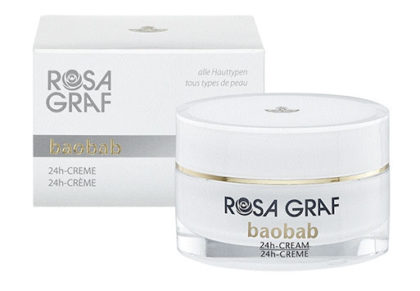 alle Hauttypen
tous types de peau
ROSA
GRAF
baobab
24h-CREME
24h-CRÈME
ROSA GRAF
baobab
24h-CREAM
24h-CREME